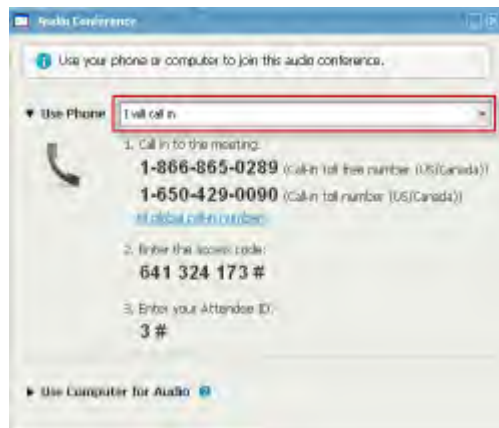 Audio Conference
Use your phone or computer to join this audio conference.
Use Phone
I will call in
1. Call in to the meeting:
1-866-865-0289 (Call-in toll free number (US/Canada))
1-650-429-0090 (Call-in toll number (US/Canada))
All global call-in numbers
2. Enter the access code:
641 324 173 #
3. Enter your Attendee ID:
3 #
Use Computer for Audio